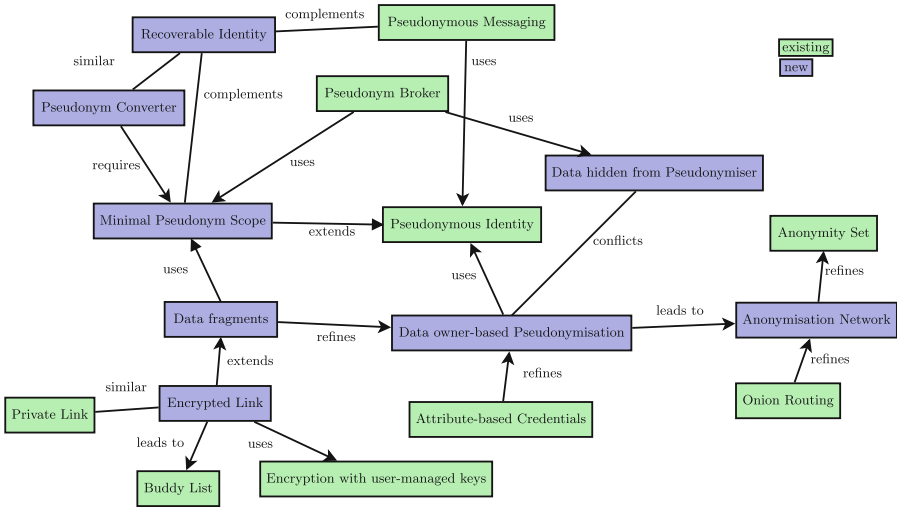 complements
Pseudonymous Messaging
Recoverable Identity
existing
similar
uses
new
Pseudonym Broker
complements
Pseudonym Converter
uses
requires
uses
Data hidden from Pseudonymiser
Minimal Pseudonym Scope
extends
Pseudonymous Identity
conflicts
Anonymity Set
uses
uses
refines
leads to
Data fragments
refines
Data owner-based Pseudonymisation
Anonymisation Network
extends
refines
refines
similar
Private Link
Encrypted Link
Attribute-based Credentials
Onion Routing
leads to
uses
Buddy List
Encryption with user-managed keys